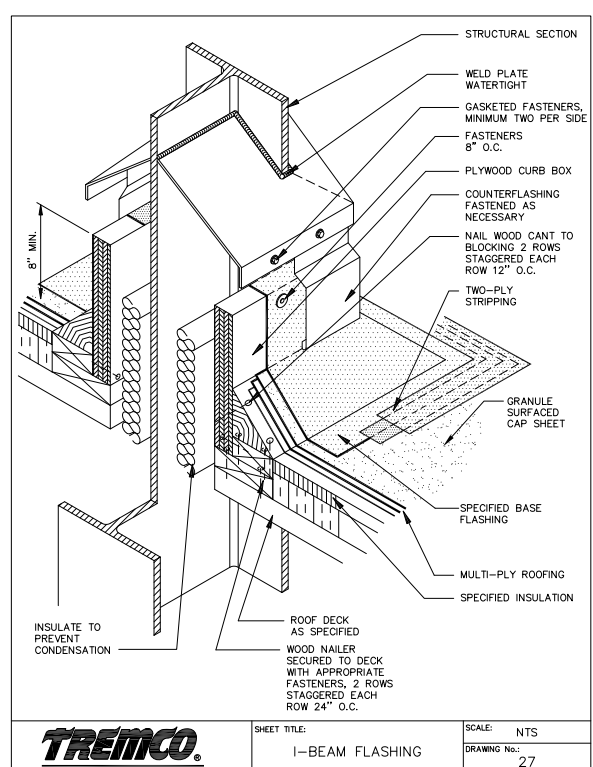 STRUCTURAL SECTION
WELD PLATE
WATERTIGHT
GASKETED FASTENERS,
MINIMUM TWO PER SIDE
FASTENERS
8" O.C.
PLYWOOD CURB BOX
COUNTERFLASHING
FASTENED AS
NECESSARY
NAIL WOOD CANT TO
BLOCKING 2 ROWS
STAGGERED EACH
ROW 12" O.C.
TWO-PLY
STRIPPING
GRANULE
SURFACED
CAP SHEET
SPECIFIED BASE
FLASHING
MULTI-PLY ROOFING
SPECIFIED INSULATION
8" MIN.
INSULATE TO
PREVENT
CONDENSATION
ROOF DECK
AS SPECIFIED
WOOD NAILER
SECURED TO DECK
WITH APPROPRIATE
FASTENERS, 2 ROWS
STAGGERED EACH
ROW 24" O.C.
TREMCO®
SHEET TITLE:
I-BEAM FLASHING
SCALE: NTS
DRAWING No.:
27